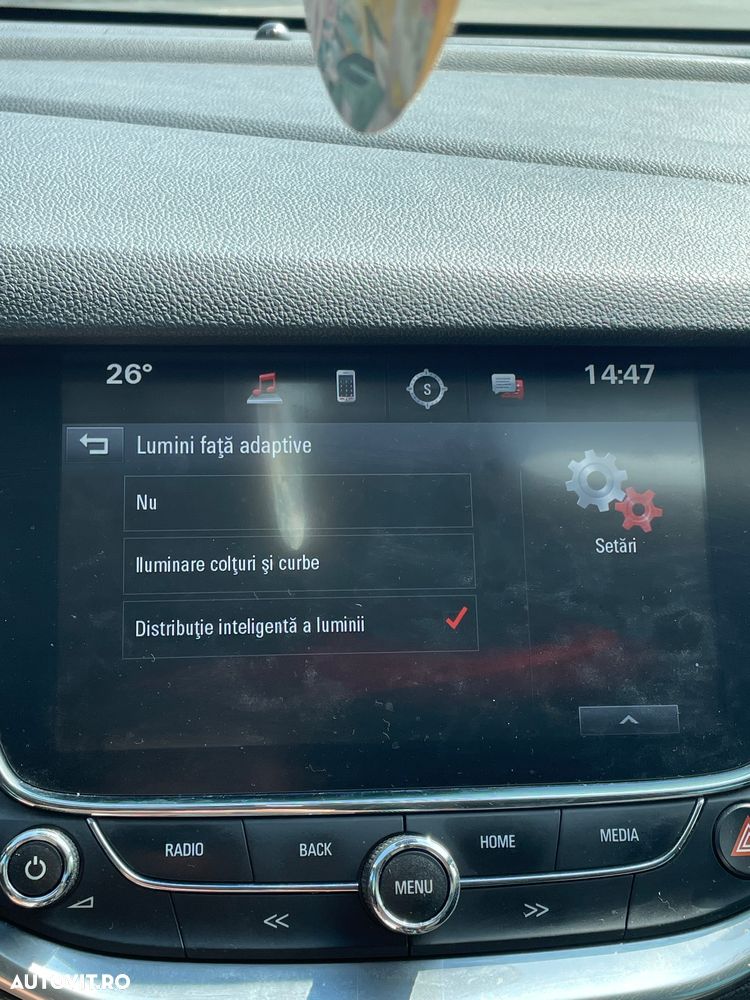 26°
14:47
S
Lumini faţă adaptive
Nu
Iluminare colţuri şi curbe
Distribuţie inteligentă a luminii
Setări
RADIO
BACK
HOME
MEDIA
MENU
AUTOVIT.RO